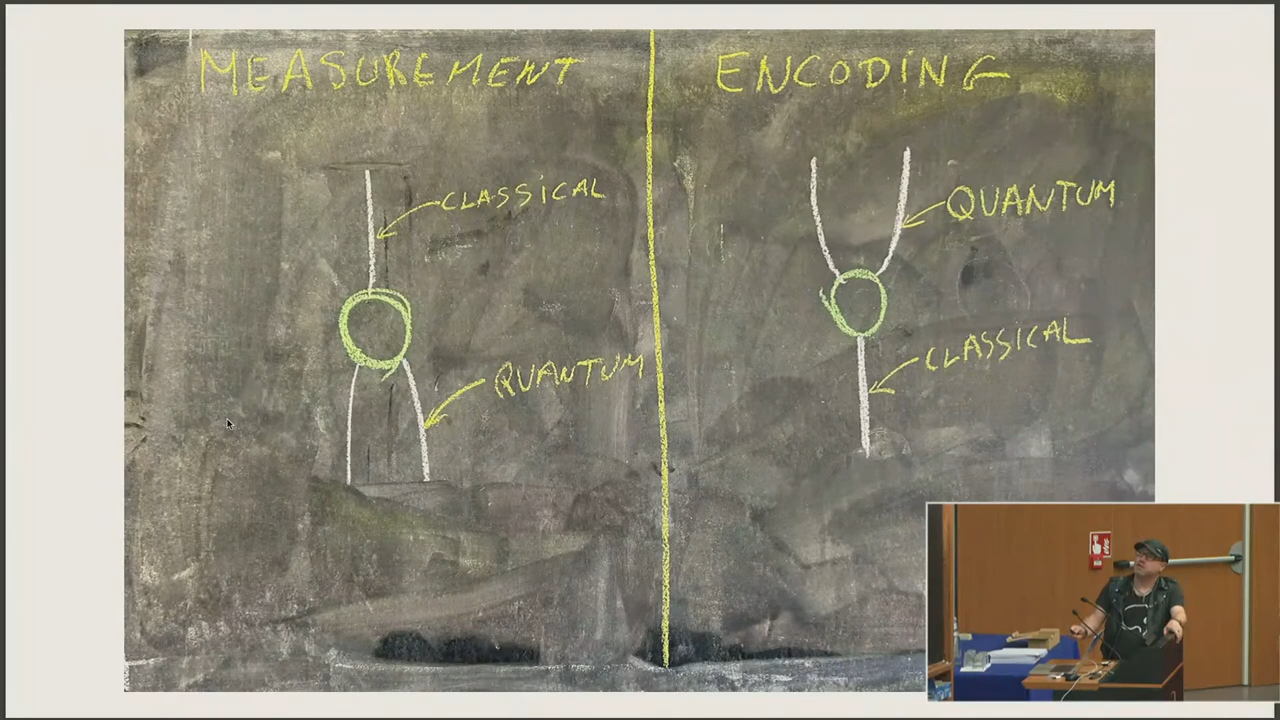 MEASUREMENT
CLASSICAL
QUANTUM
ENCODiNG
QUANTUM
CLASSICAL